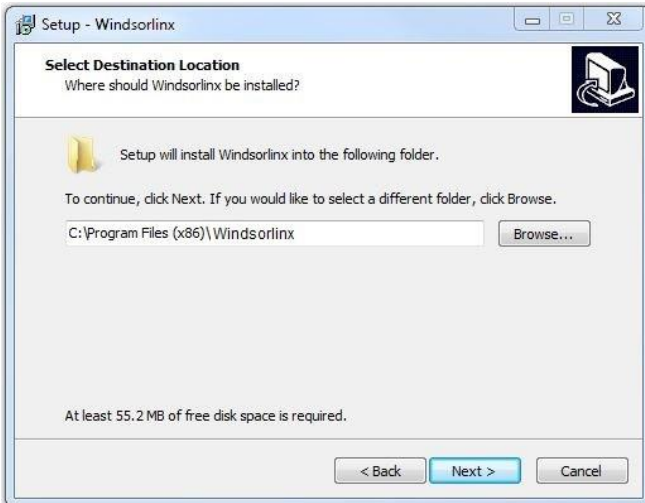 Setup - Windsorlinx
Select Destination Location
Where should Windsorlinx be installed?
Setup will install Windsorlinx into the following folder.
To continue, click Next. If you would like to select a different folder, click Browse.
C:\Program Files (x86)\Windsorlinx
Browse...
At least 55.2 MB of free disk space is required.
< Back Next > Cancel